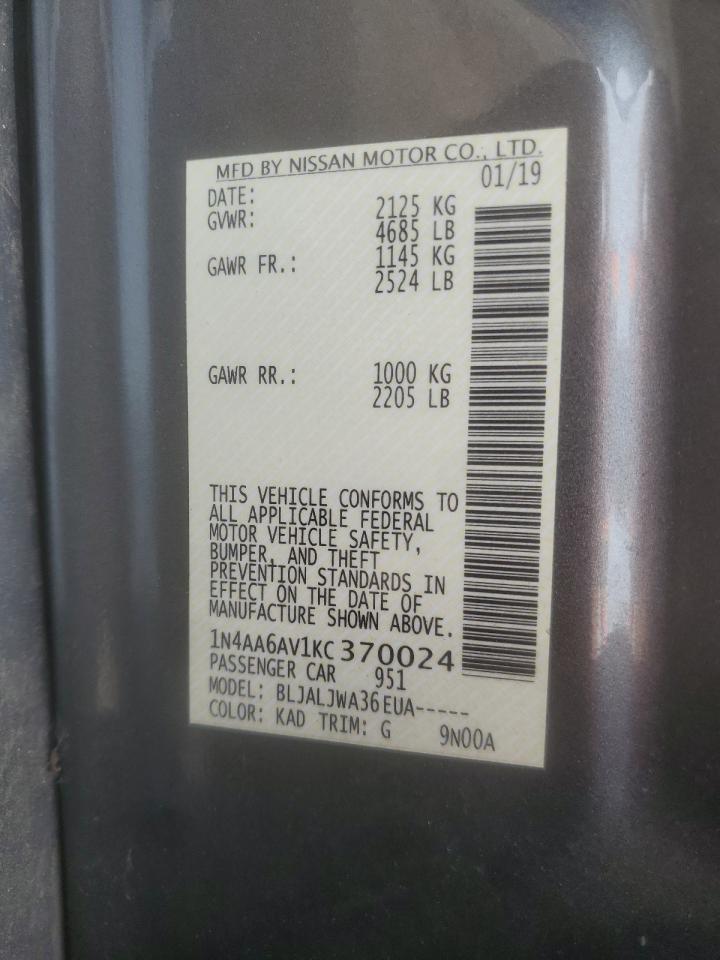 MFD BY NISSAN MOTOR CO., LTD.
DATE: 01/19
GVWR: 2125 KG
4685 LB
GAWR FR.: 1145 KG
2524 LB
GAWR RR.: 1000 KG
2205 LB
THIS VEHICLE CONFORMS TO
ALL APPLICABLE FEDERAL
MOTOR VEHICLE SAFETY,
BUMPER, AND THEFT
PREVENTION STANDARDS IN
EFFECT ON THE DATE OF
MANUFACTURE SHOWN ABOVE.
1N4AA6AV1KC370024
PASSENGER CAR 951
MODEL: BLJALJWA36EUA-----
COLOR: KAD TRIM: G 9N00A